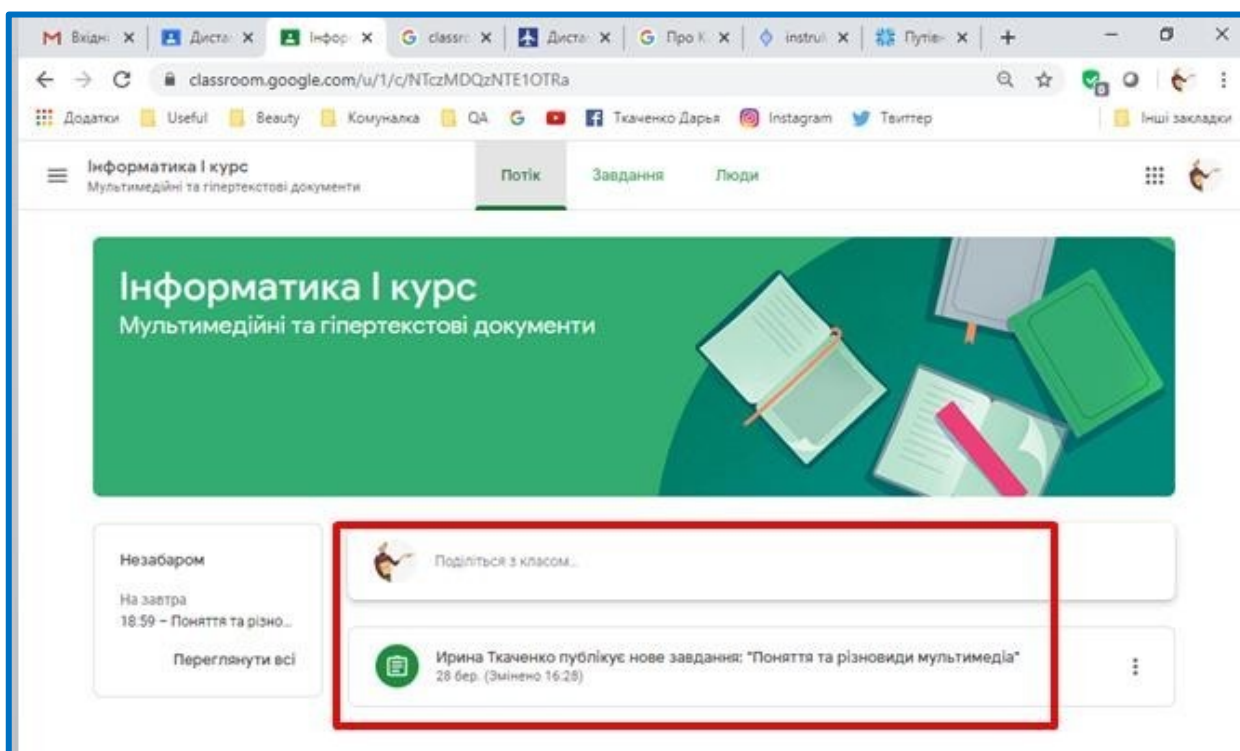 Вхідн
Диста
Інфор
classro
Диста
Про К
instruk
Путів
classroom.google.com/u/1/c/NTczMDQzNTE1OTRa
Додатки
Useful
Beauty
Комуналка
QA
Ткаченко Дарья
Instagram
Твиттер
Інші закладки
Інформатика І курс
Мультимедійні та гіпертекстові документи
Потік
Завдання
Люди
Інформатика І курс
Мультимедійні та гіпертекстові документи
Незабаром
На завтра
18:59 – Поняття та різно...
Переглянути всі
Поділіться з класом...
Ирина Ткаченко публікує нове завдання: "Поняття та різновиди мультимедіа"
28 бер. (Змінено 16:28)